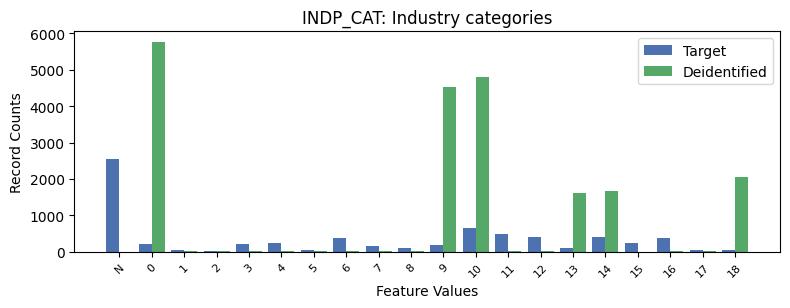 INDP_CAT: Industry categories
Target
Deidentified
Record Counts
6000
5000
4000
3000
2000
1000
0
N 0 1 2 3 4 5 6 7 8 9 10 11 12 13 14 15 16 17 18
Feature Values